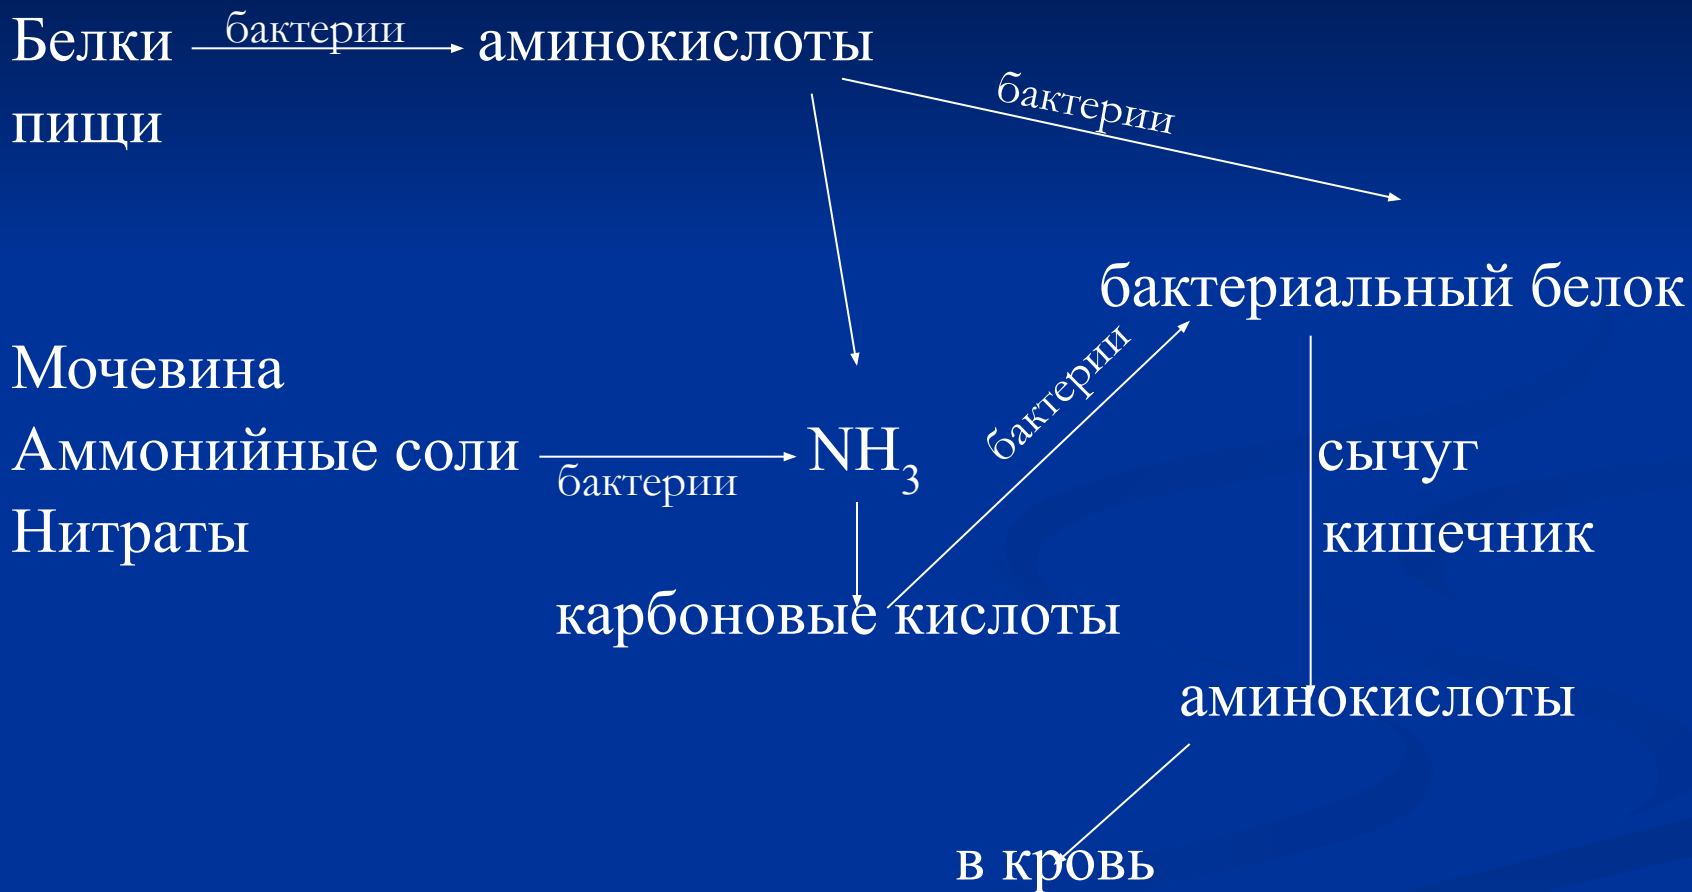 Белки бактерии аминокислоты
пищи
бактерии
бактериальный белок
Мочевина
бактерии
Аммонийные соли бактерии NH₃ сычуг
Нитраты кишечник
карбоновые кислоты
аминокислоты
в кровь